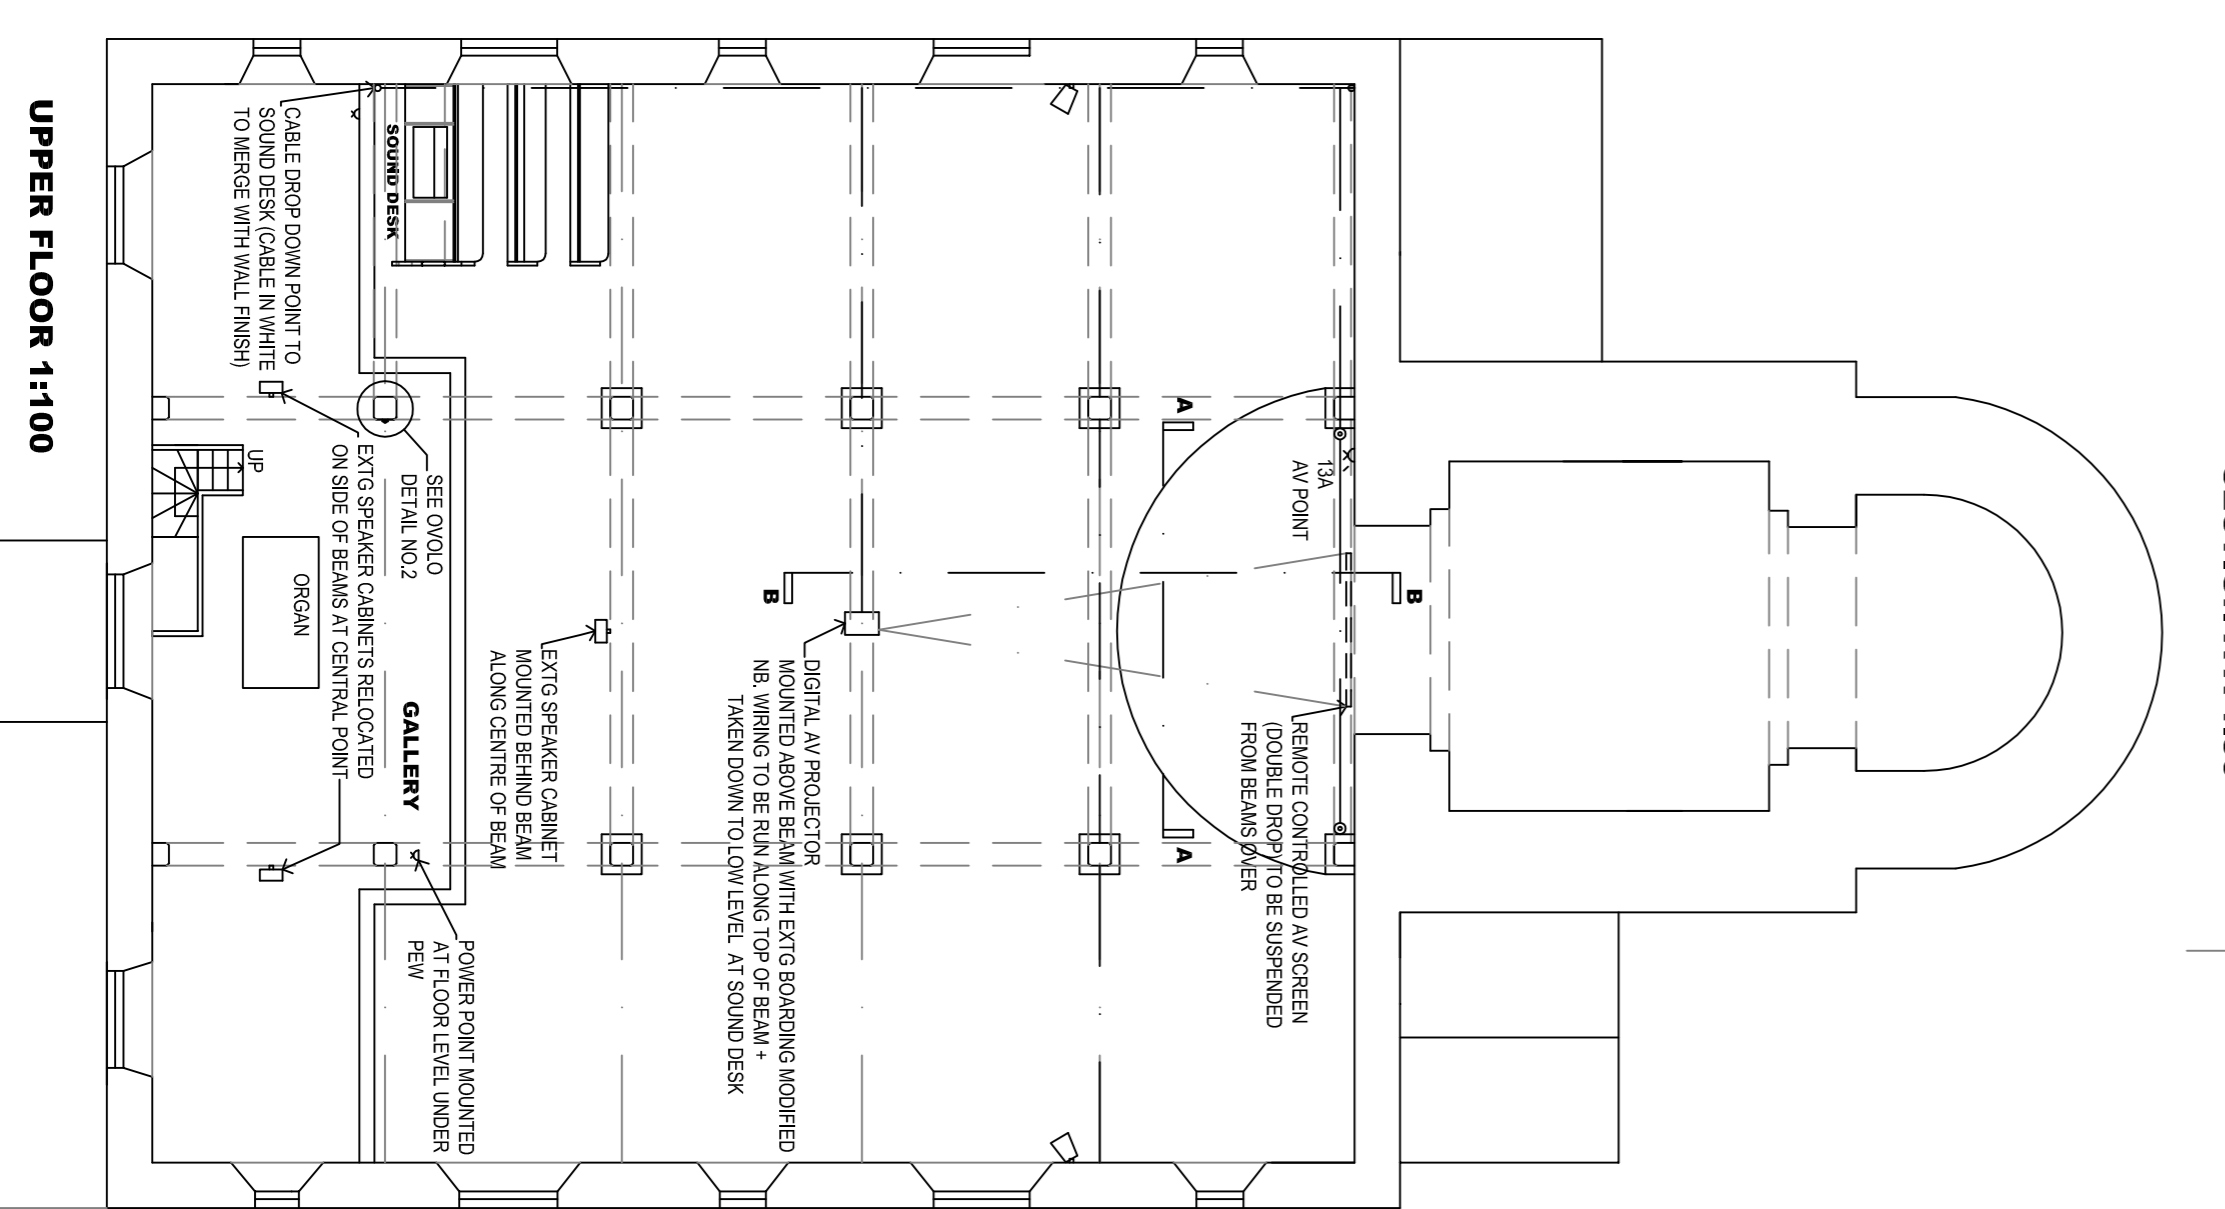 UPPER FLOOR 1:100
CABLE DROP DOWN POINT TO
SOUND DESK (CABLE IN WHITE
TO MERGE WITH WALL FINISH)
SOUND DESK
UP
ORGAN
EXTG SPEAKER CABINETS RELOCATED
ON SIDE OF BEAMS AT CENTRAL POINT
SEE OVOLO
DETAIL NO.2
GALLERY
POWER POINT MOUNTED
AT FLOOR LEVEL UNDER
PEW
EXTG SPEAKER CABINET
MOUNTED BEHIND BEAM
ALONG CENTRE OF BEAM
DIGITAL AV PROJECTOR
MOUNTED ABOVE BEAM WITH EXTG BOARDING MODIFIED
NB. WIRING TO BE RUN ALONG TOP OF BEAM +
TAKEN DOWN TO LOW LEVEL AT SOUND DESK
B
B
A
A
13A
AV POINT
REMOTE CONTROLLED AV SCREEN
(DOUBLE DROP) TO BE SUSPENDED
FROM BEAMS OVER